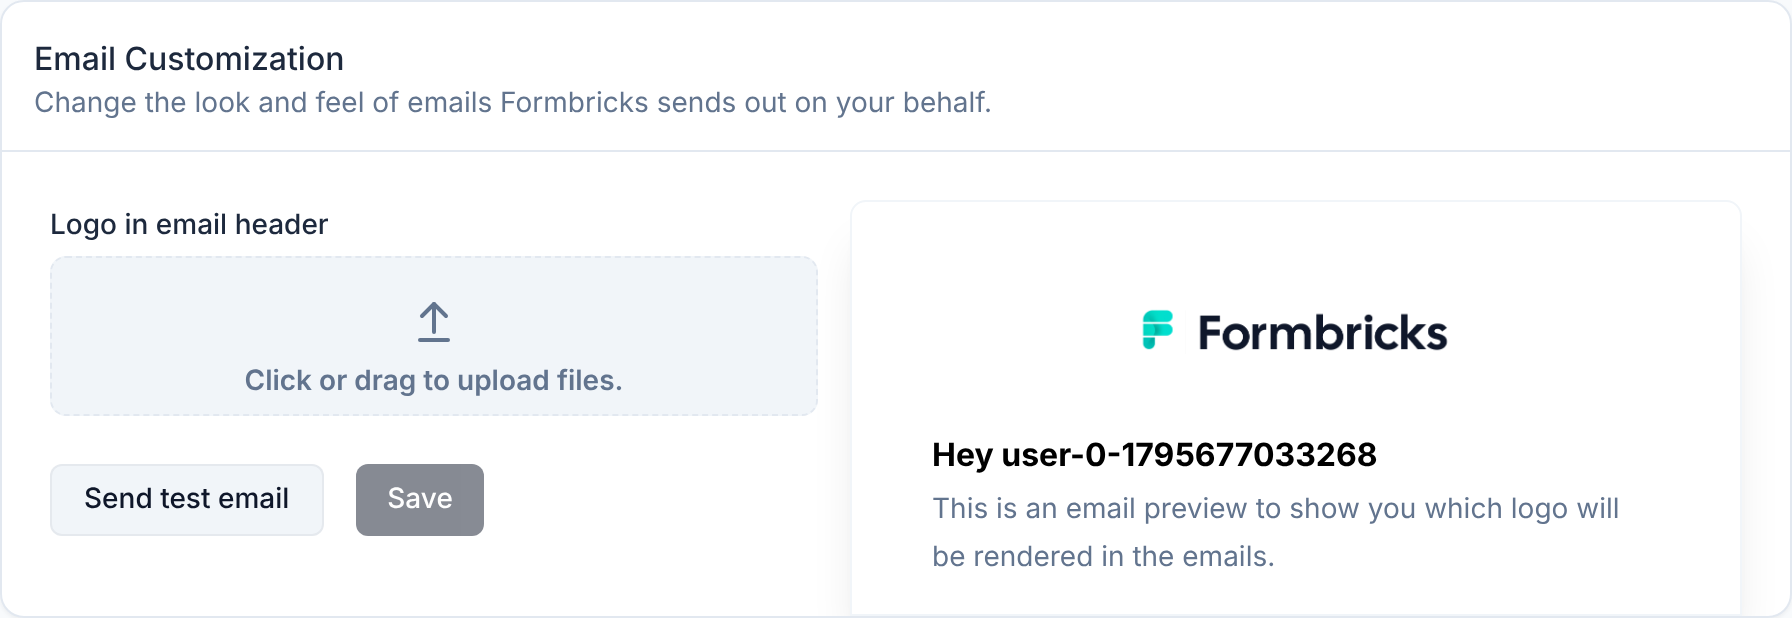 Email Customization
Change the look and feel of emails Formbricks sends out on your behalf.
Logo in email header
Click or drag to upload files.
Send test email
Save
Formbricks
Hey user-0-1795677033268
This is an email preview to show you which logo will
be rendered in the emails.